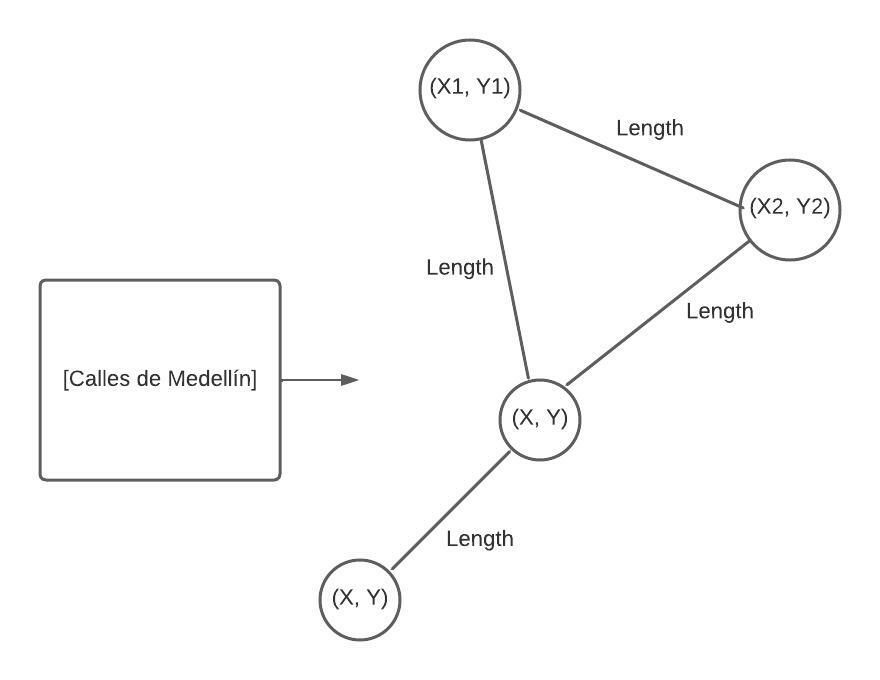 (X1, Y1)
Length
(X2, Y2)
Length
Length
[Calles de Medellín]
(X, Y)
Length
(X, Y)